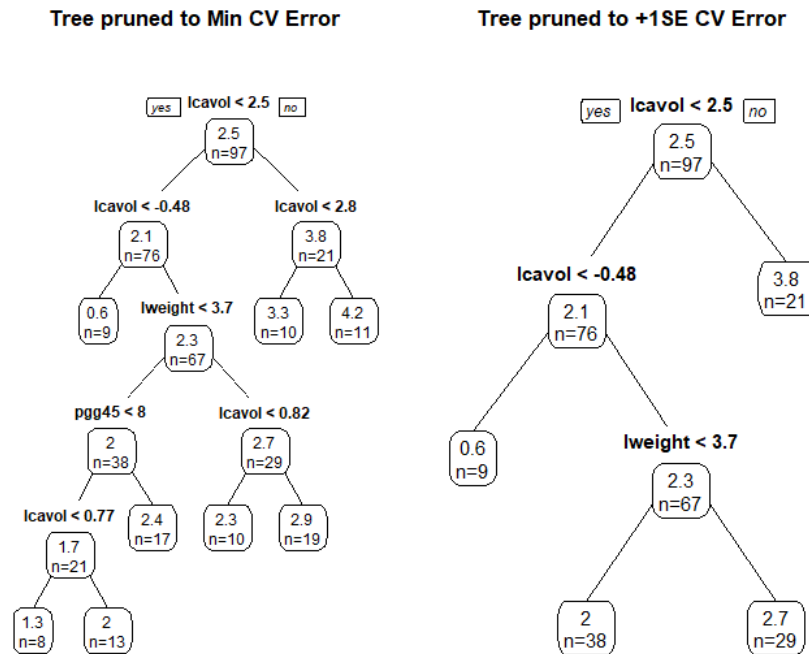 Tree pruned to Min CV Error
lcavol < 2.5
yes
no
2.5
n=97
lcavol < -0.48
lcavol < 2.8
2.1
n=76
3.8
n=21
0.6
n=9
lweight < 3.7
3.3
n=10
4.2
n=11
2.3
n=67
pgg45 < 8
lcavol < 0.82
2
n=38
2.7
n=29
lcavol < 0.77
2.4
n=17
2.3
n=10
2.9
n=19
1.7
n=21
1.3
n=8
2
n=13
Tree pruned to +1SE CV Error
yes
lcavol < 2.5
no
2.5
n=97
lcavol < -0.48
3.8
n=21
2.1
n=76
0.6
n=9
lweight < 3.7
2.3
n=67
2
n=38
2.7
n=29